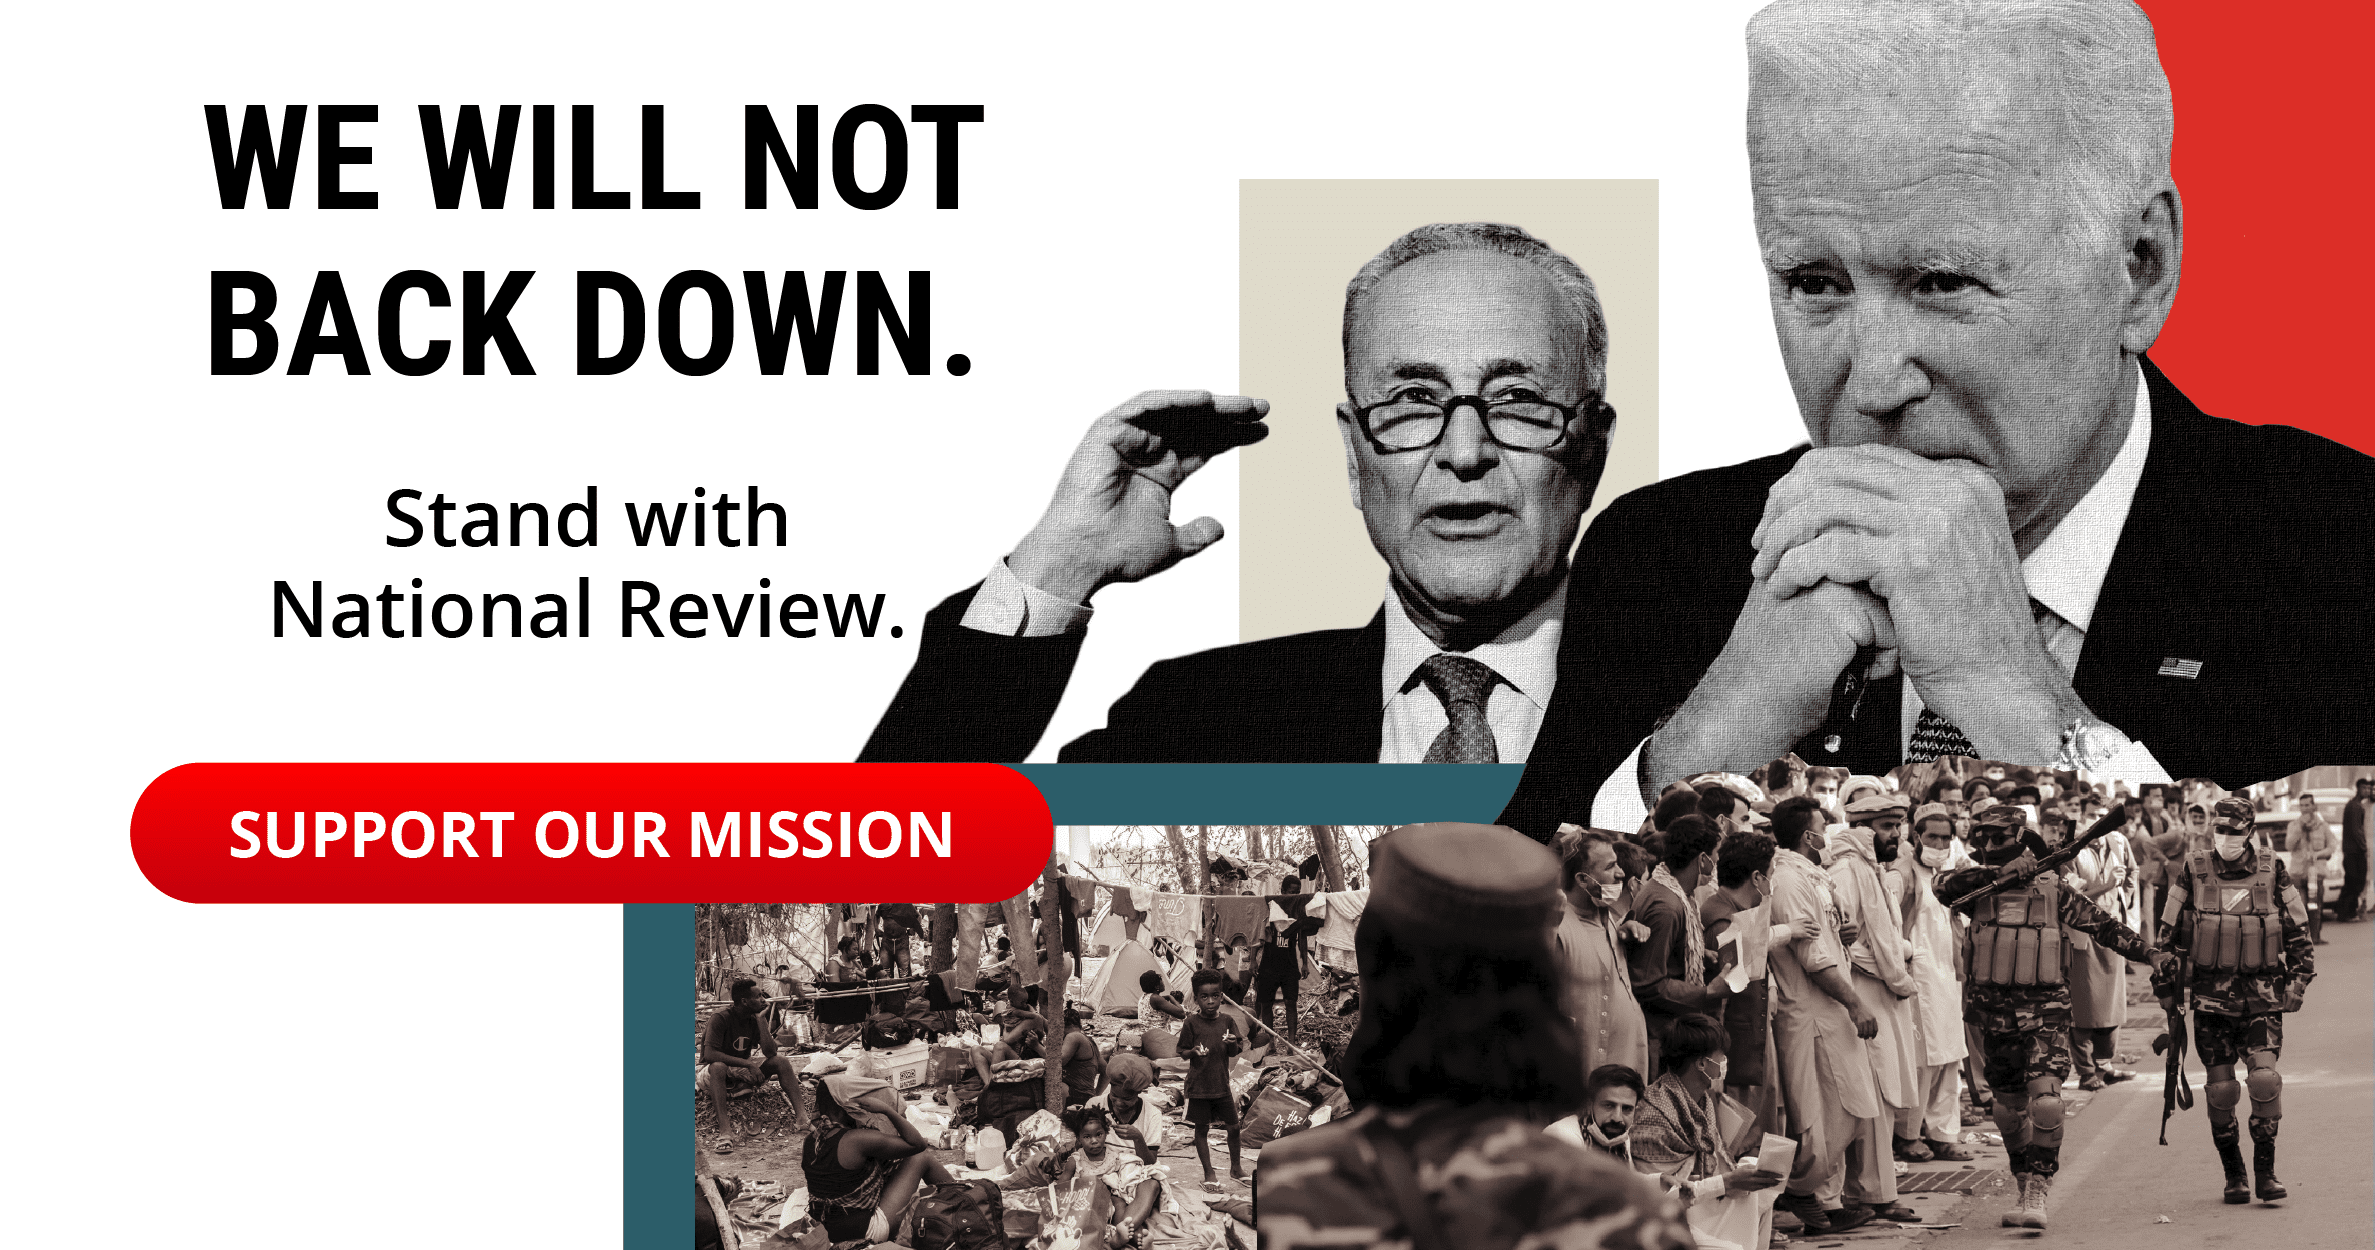 WE WILL NOT
BACK DOWN.
Stand with
National Review.
SUPPORT OUR MISSION